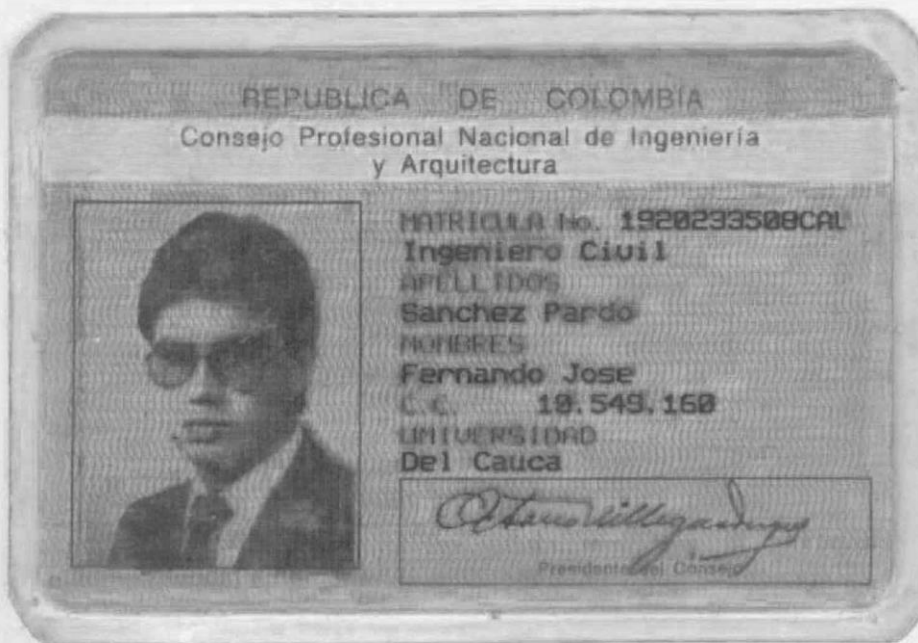 REPUBLICA DE COLOMBIA
Consejo Profesional Nacional de Ingeniería
y Arquitectura
MATRICULA No. 1920233508CAU
Ingeniero Civil
APELLIDOS
Sanchez Pardo
NOMBRES
Fernando Jose
C.C. 10.549.160
UNIVERSIDAD
Del Cauca
Presidente del Consejo